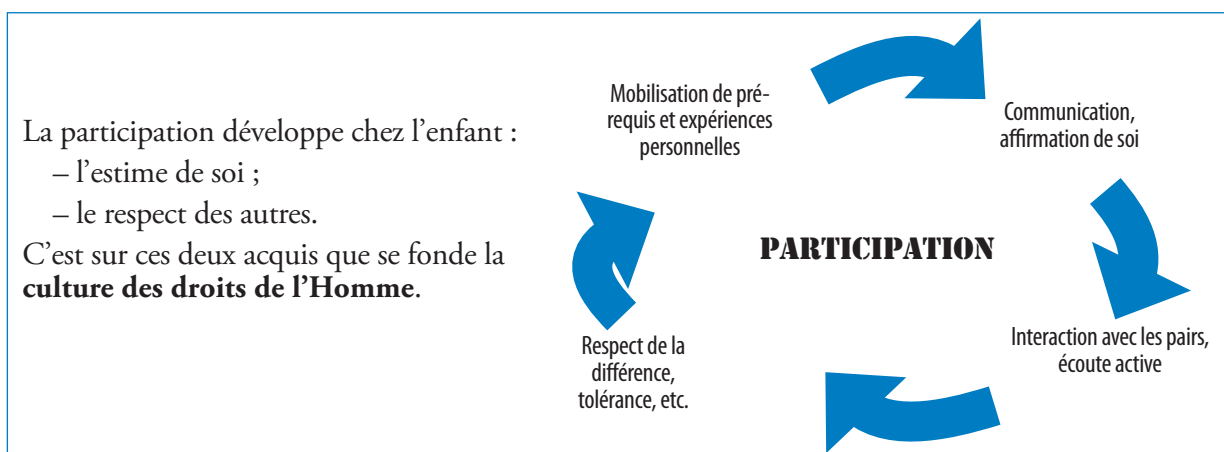 La participation développe chez l’enfant :
– l’estime de soi ;
– le respect des autres.
C’est sur ces deux acquis que se fonde la
culture des droits de l’Homme.
Mobilisation de pré-
requis et expériences
personnelles
Communication,
affirmation de soi
PARTICIPATION
Interaction avec les pairs,
écoute active
Respect de la
différence,
tolérance, etc.